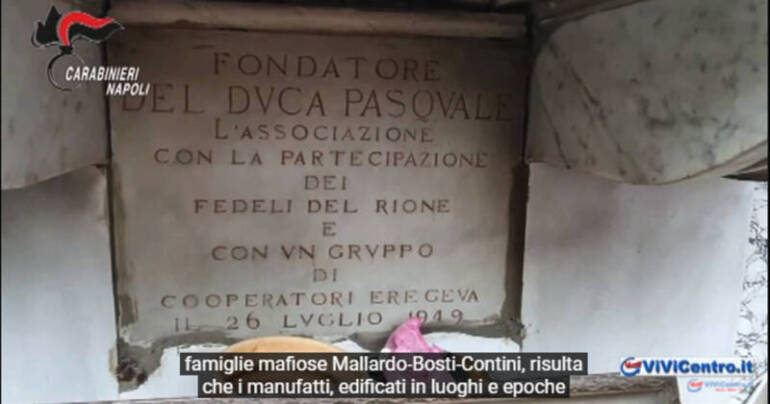 CARABINIERI
NAPOLI
FONDATORE
DEL DVCA PASQVALE
L'ASSOCIAZIONE
CON LA PARTECIPAZIONE
DEI
FEDELI DEL RIONE
E
CON VN GRVPPO
DI
COOPERATORI EREGEVA
IL 26 LVGLIO 1949
famiglie mafiose Mallardo-Bosti-Contini, risulta
che i manufatti, edificati in luoghi e epoche
ViViCentro.it
ViViCentro.it